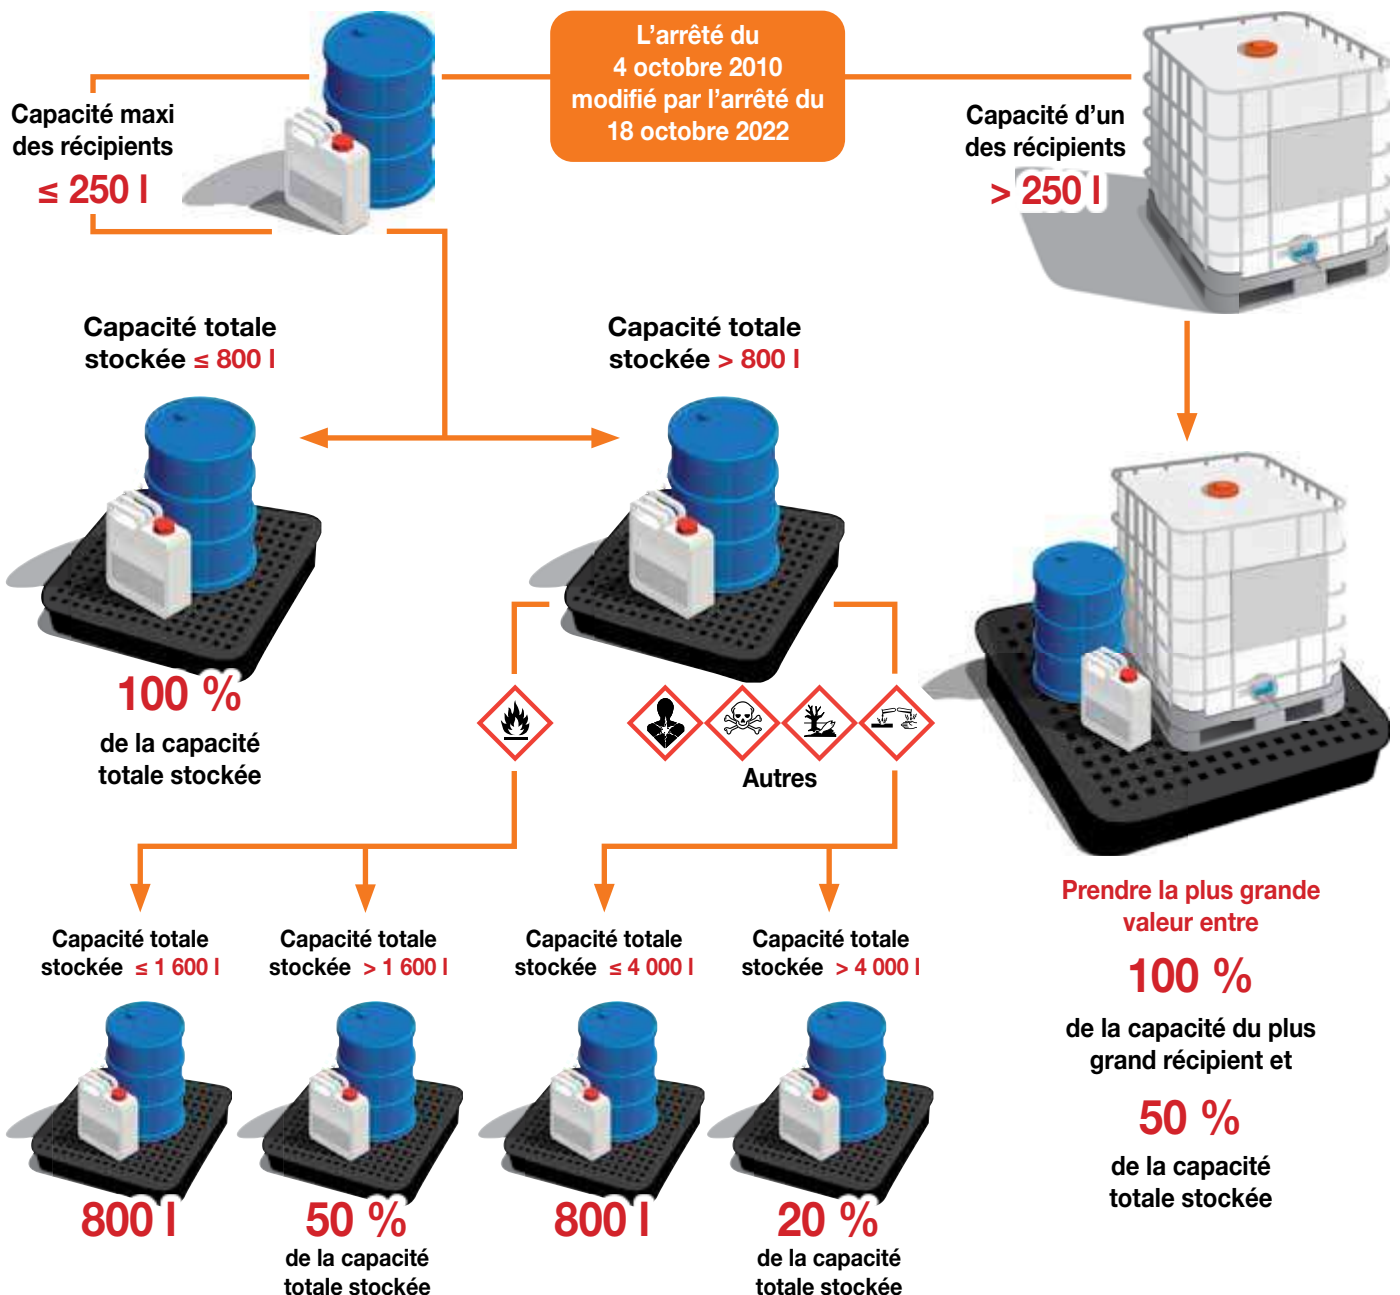 L'arrêté du
4 octobre 2010
modifié par l'arrêté du
18 octobre 2022
Capacité maxi
des récipients
≤ 250 l
Capacité d'un
des récipients
> 250 l
Capacité totale
stockée ≤ 800 l
Capacité totale
stockée > 800 l
100 %
de la capacité
totale stockée
Autres
Capacité totale
stockée ≤ 1 600 l
Capacité totale
stockée > 1 600 l
Capacité totale
stockée ≤ 4 000 l
Capacité totale
stockée > 4 000 l
800 l
50 %
de la capacité
totale stockée
800 l
20 %
de la capacité
totale stockée
Prendre la plus grande
valeur entre
100 %
de la capacité du plus
grand récipient et
50 %
de la capacité
totale stockée